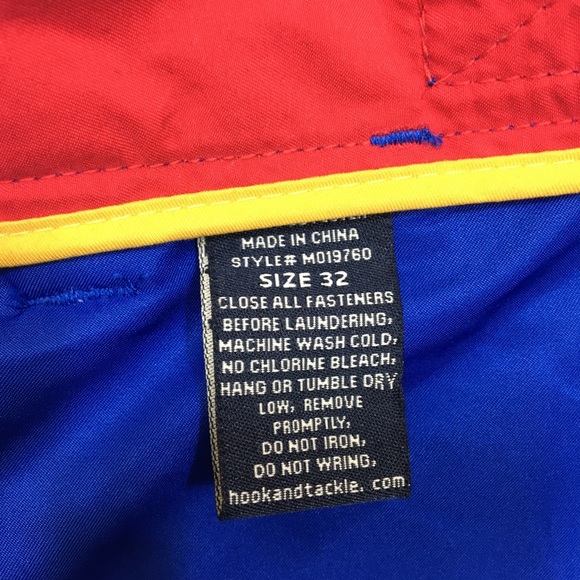 MADE IN CHINA
STYLE# M019760
SIZE 32
CLOSE ALL FASTENERS
BEFORE LAUNDERING,
MACHINE WASH COLD,
NO CHLORINE BLEACH,
HANG OR TUMBLE DRY
LOW, REMOVE
PROMPTLY,
DO NOT IRON,
DO NOT WRING,
hookandtackle. com